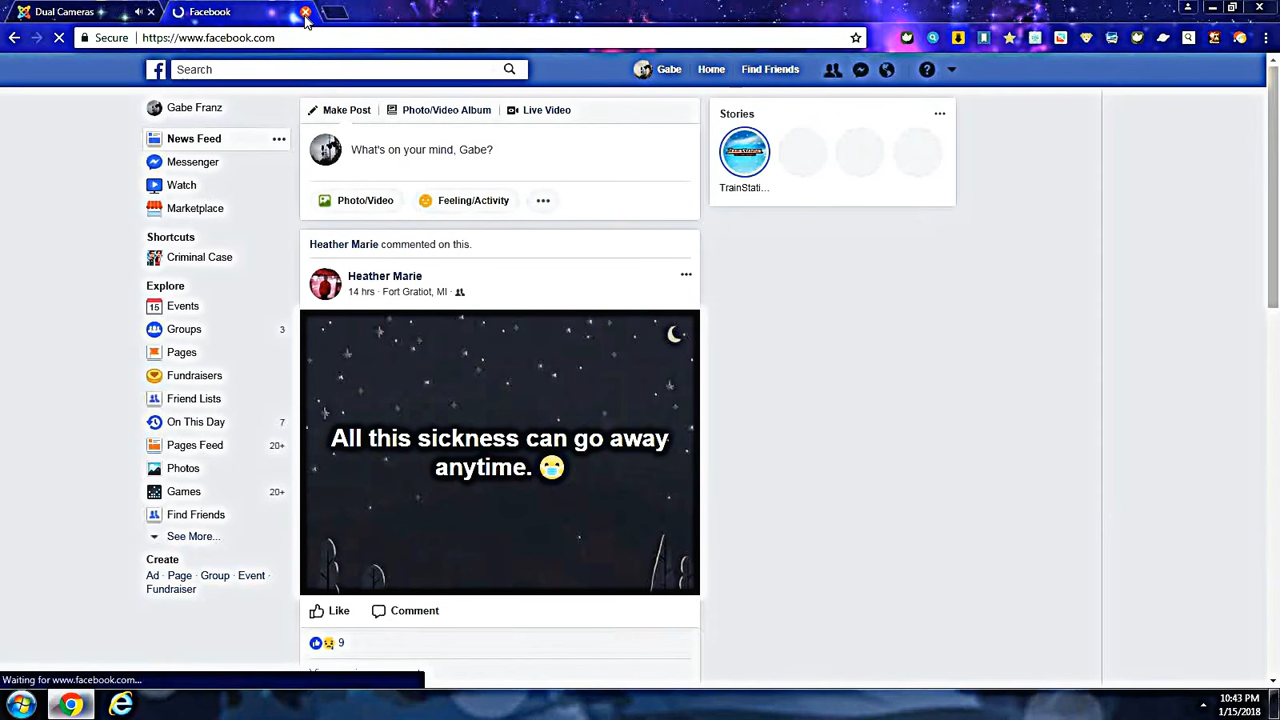 Dual Cameras
Facebook
Secure
https://www.facebook.com
Search
Gabe
Home
Find Friends
Gabe Franz
News Feed
Messenger
Watch
Marketplace
Shortcuts
Criminal Case
Explore
15 Events
Groups 3
Pages
Fundraisers
Friend Lists
On This Day 7
Pages Feed 20+
Photos
Games 20+
Find Friends
See More...
Create
Ad · Page · Group · Event ·
Fundraiser
Make Post
Photo/Video Album
Live Video
What's on your mind, Gabe?
Photo/Video
Feeling/Activity
Heather Marie commented on this.
Heather Marie
14 hrs · Fort Gratiot, MI ·
All this sickness can go away
anytime. 😷
Like
Comment
9
Stories
TrainStati...
Waiting for www.facebook.com...
10:43 PM
1/15/2018